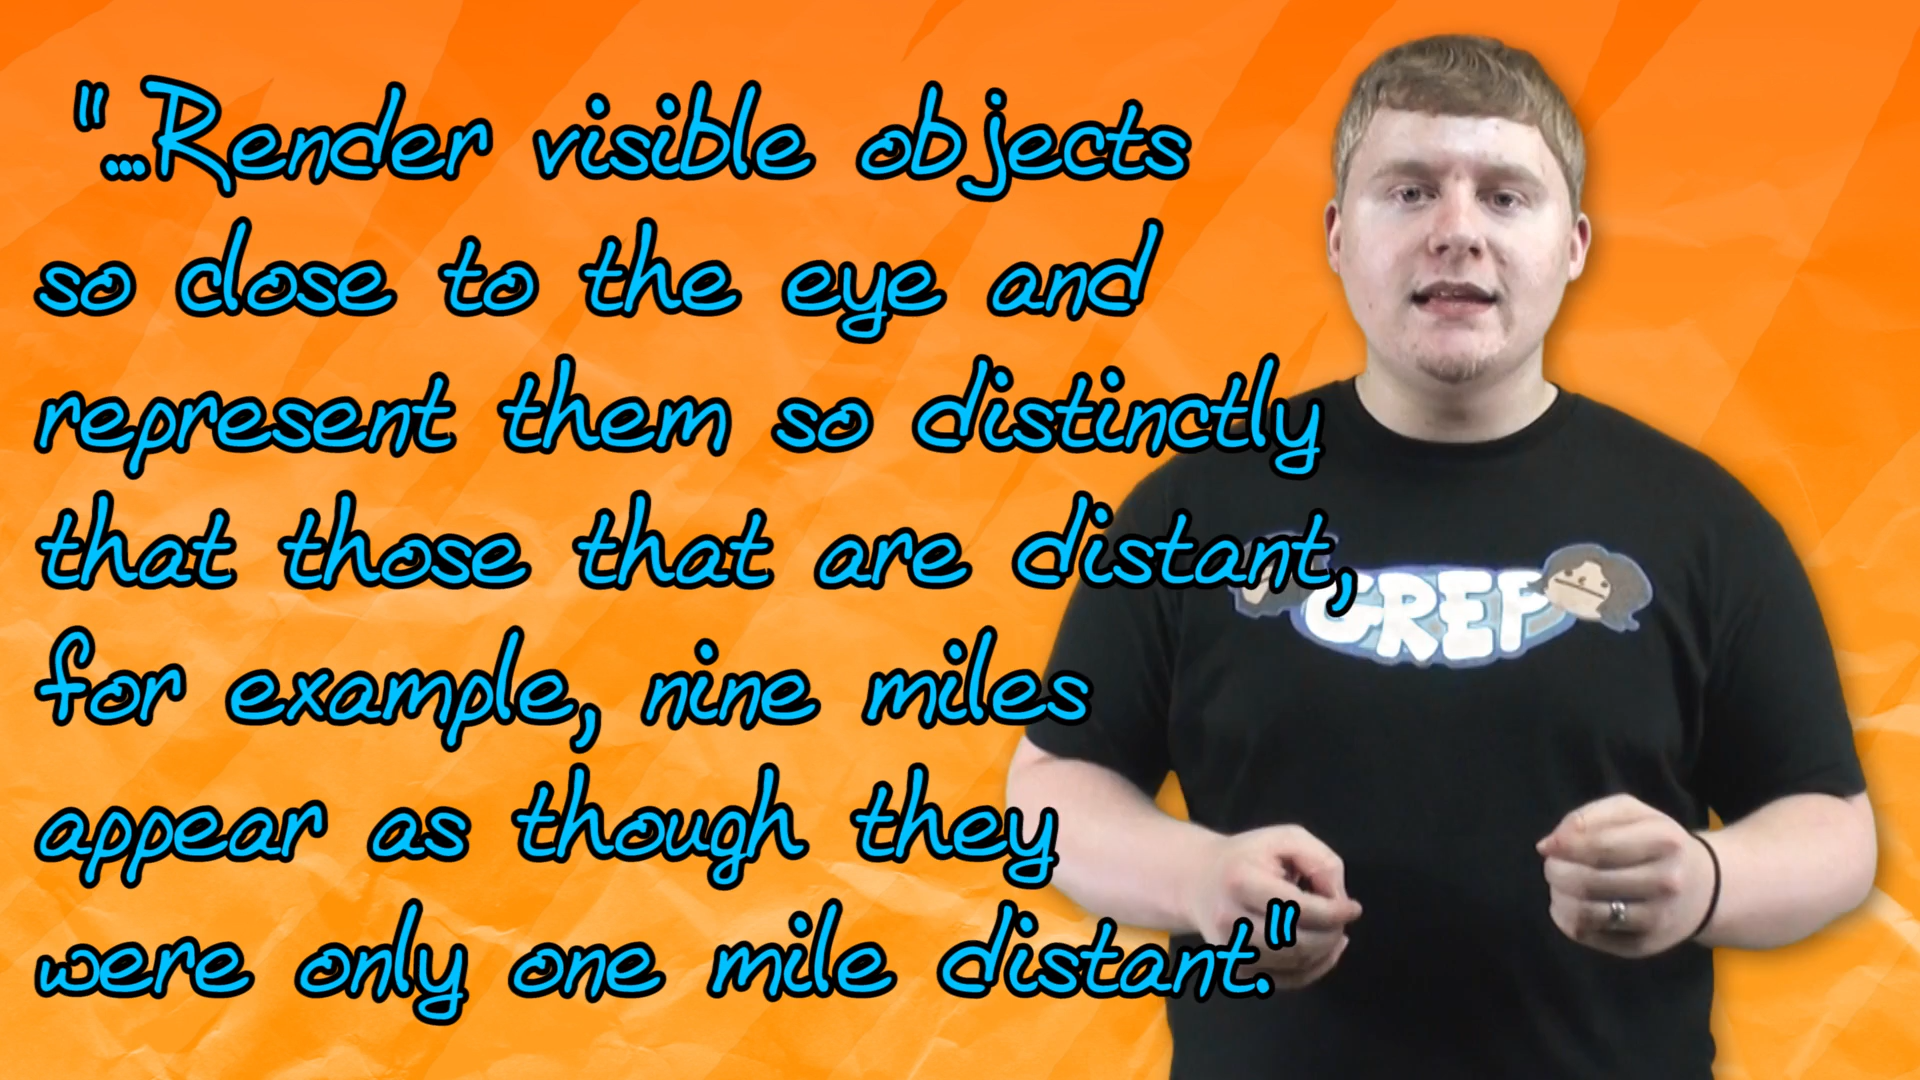 "...Render visible objects
so close to the eye and
represent them so distinctly
that those that are distant,
for example, nine miles
appear as though they
were only one mile distant."
GREP